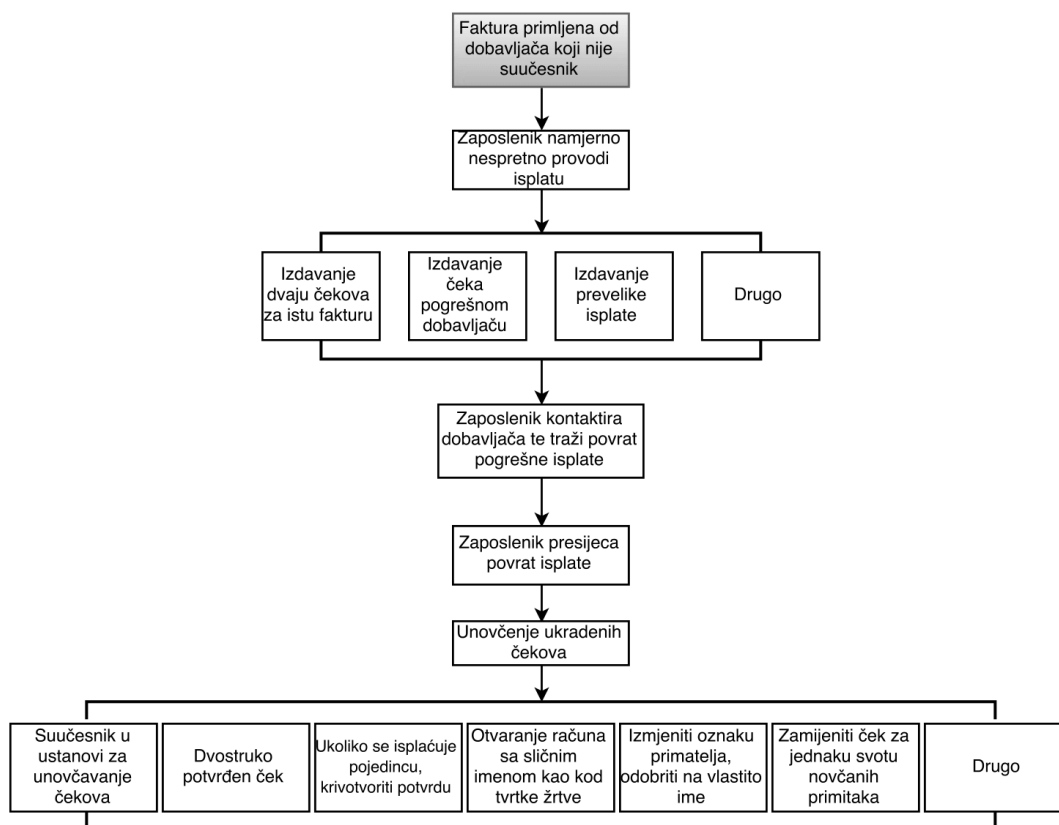 Faktura primljena od
dobavljača koji nije
suučesnik
Zaposlenik namjerno
nespretno provodi
isplatu
Izdavanje
dvaju čekova
za istu fakturu
Izdavanje
čeka
pogrešnom
dobavljaču
Izdavanje
prevelike
isplate
Drugo
Zaposlenik kontaktira
dobavljača te traži povrat
pogrešne isplate
Zaposlenik presijeca
povrat isplate
Unovčenje ukradenih
čekova
Suučesnik u
ustanovi za
unovčavanje
čekova
Dvostruko
potvrđen ček
Ukoliko se isplaćuje
pojedincu,
krivotvoriti potvrdu
Otvaranje računa
sa sličnim
imenom kao kod
tvrtke žrtve
Izmjeniti oznaku
primatelja,
odobriti na vlastito
ime
Zamijeniti ček za
jednaku svotu
novčanih
primitaka
Drugo